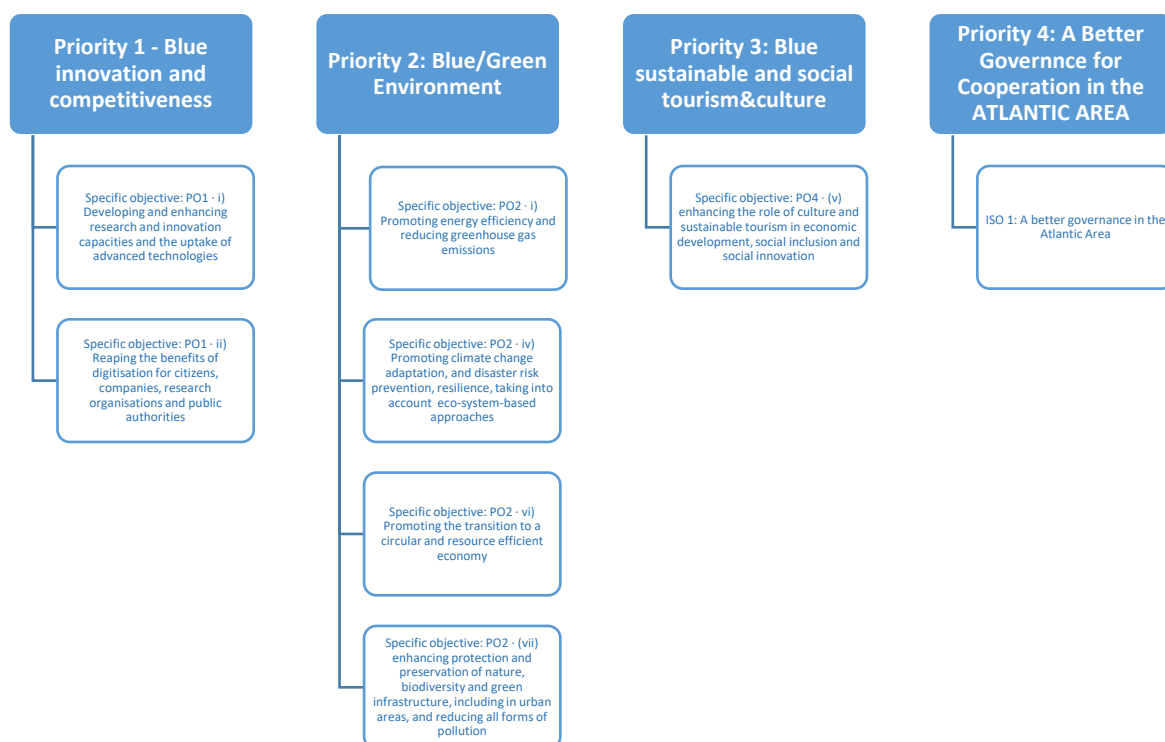 Priority 1 - Blue
innovation and
competitiveness
Specific objective: PO1 · i)
Developing and enhancing
research and innovation
capacities and the uptake of
advanced technologies
Specific objective: PO1 · ii)
Reaping the benefits of
digitisation for citizens,
companies, research
organisations and public
authorities
Priority 2: Blue/Green
Environment
Specific objective: PO2 · i)
Promoting energy efficiency and
reducing greenhouse gas
emissions
Specific objective: PO2 · iv)
Promoting climate change
adaptation, and disaster risk
prevention, resilience, taking into
account eco-system-based
approaches
Specific objective: PO2 · vi)
Promoting the transition to a
circular and resource efficient
economy
Specific objective: PO2 · (vii)
enhancing protection and
preservation of nature,
biodiversity and green
infrastructure, including in urban
areas, and reducing all forms of
pollution
Priority 3: Blue
sustainable and social
tourism&culture
Specific objective: PO4 · (v)
enhancing the role of culture and
sustainable tourism in economic
development, social inclusion and
social innovation
Priority 4: A Better
Governnce for
Cooperation in the
ATLANTIC AREA
ISO 1: A better governance in the
Atlantic Area